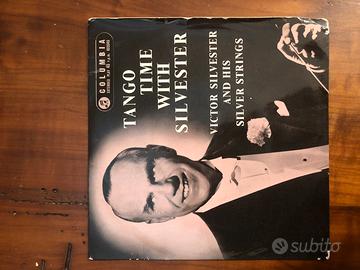 COLUMBIA
TANGO
TIME
WITH
SILVESTER
VICTOR SILVESTER
AND HIS
SILVER STRINGS
subito